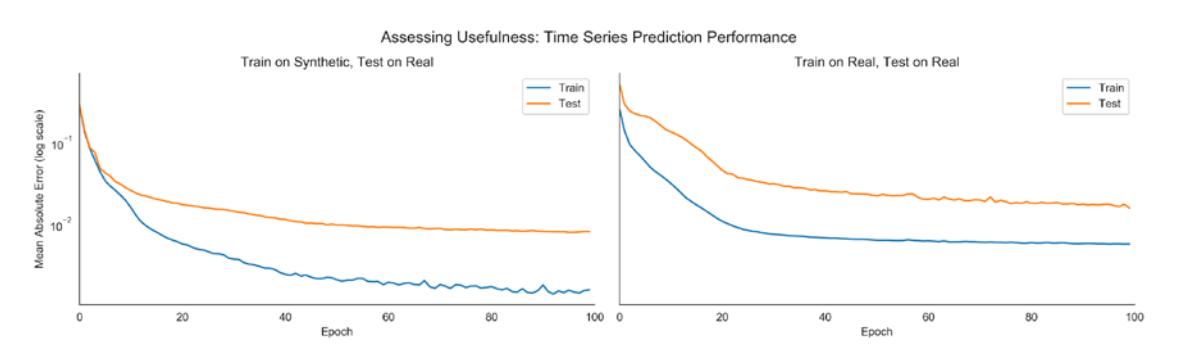 Assessing Usefulness: Time Series Prediction Performance
Train on Synthetic, Test on Real
Train
Test
Mean Absolute Error (log scale)
10⁻¹
10⁻²
0 20 40 60 80 100
Epoch
Train on Real, Test on Real
Train
Test
0 20 40 60 80 100
Epoch